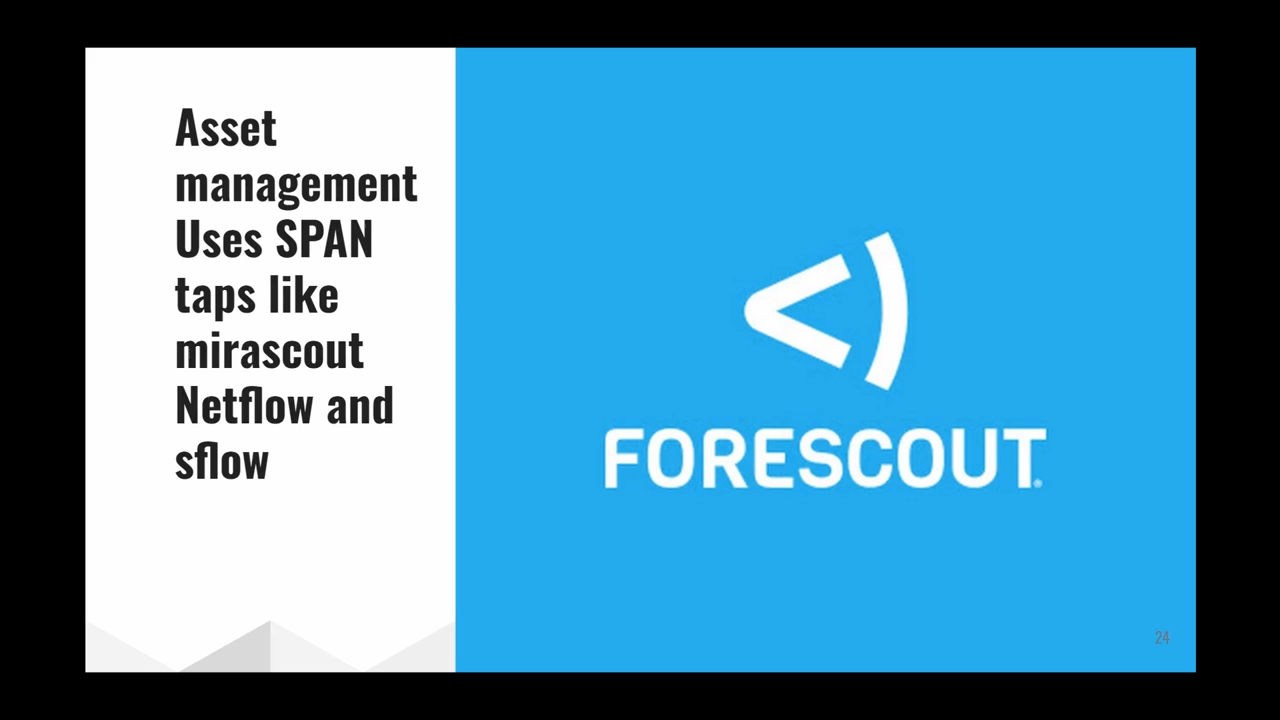 Asset
management
Uses SPAN
taps like
mirascout
Netflow and
sflow
FORESCOUT®
24